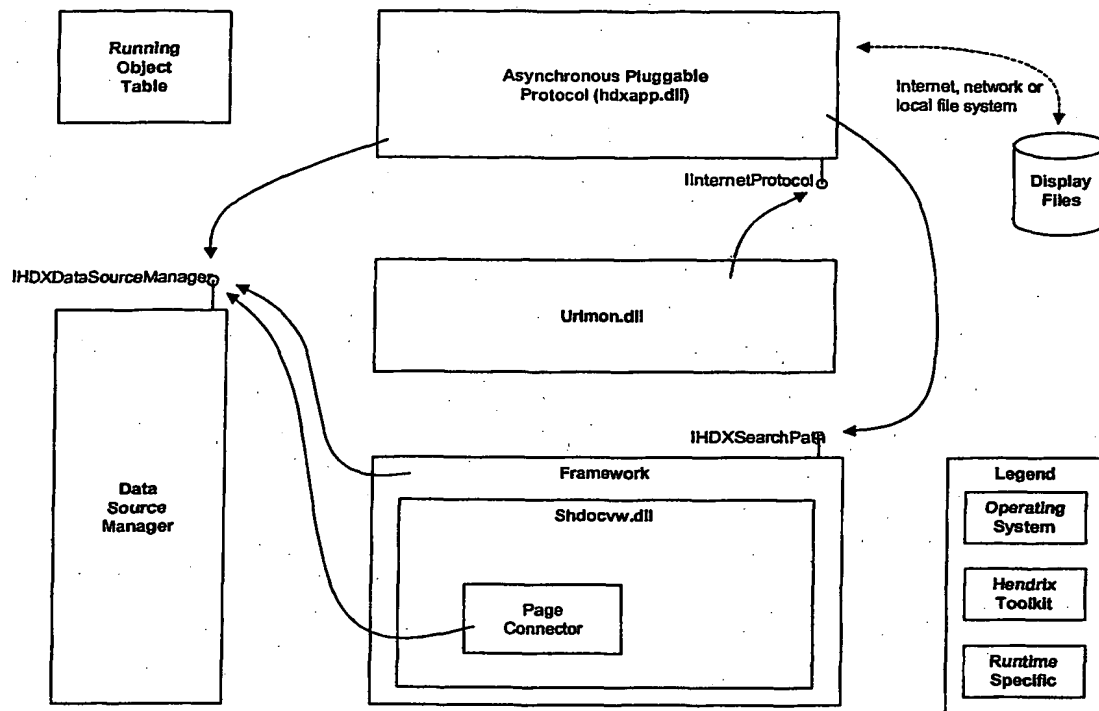 Running
Object
Table
Asynchronous Pluggable
Protocol (hdxapp.dll)
Internet, network or
local file system
Display
Files
IInternetProtocol
IHDXDataSourceManager
Urlmon.dll
IHDXSearchPath
Data
Source
Manager
Framework
Shdocvw.dll
Page
Connector
Legend
Operating
System
Hendrix
Toolkit
Runtime
Specific